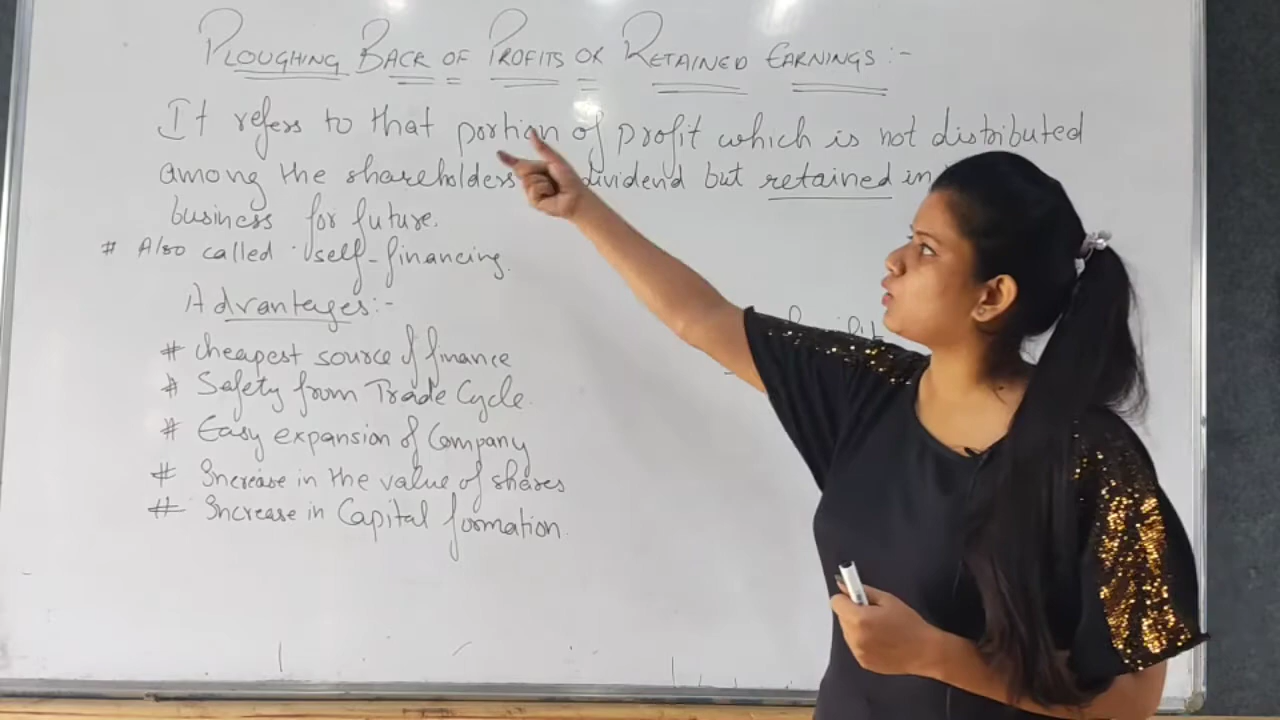 PLOUGHING BACK OF PROFITS OR RETAINED EARNINGS :-
It refers to that portion of profit which is not distributed
among the shareholders dividend but retained in
business for future.
# Also called self-financing.
Advantages:-
# Cheapest source of finance
# Safety from Trade Cycle.
# Easy expansion of Company
# Increase in the value of shares
# Increase in Capital formation.